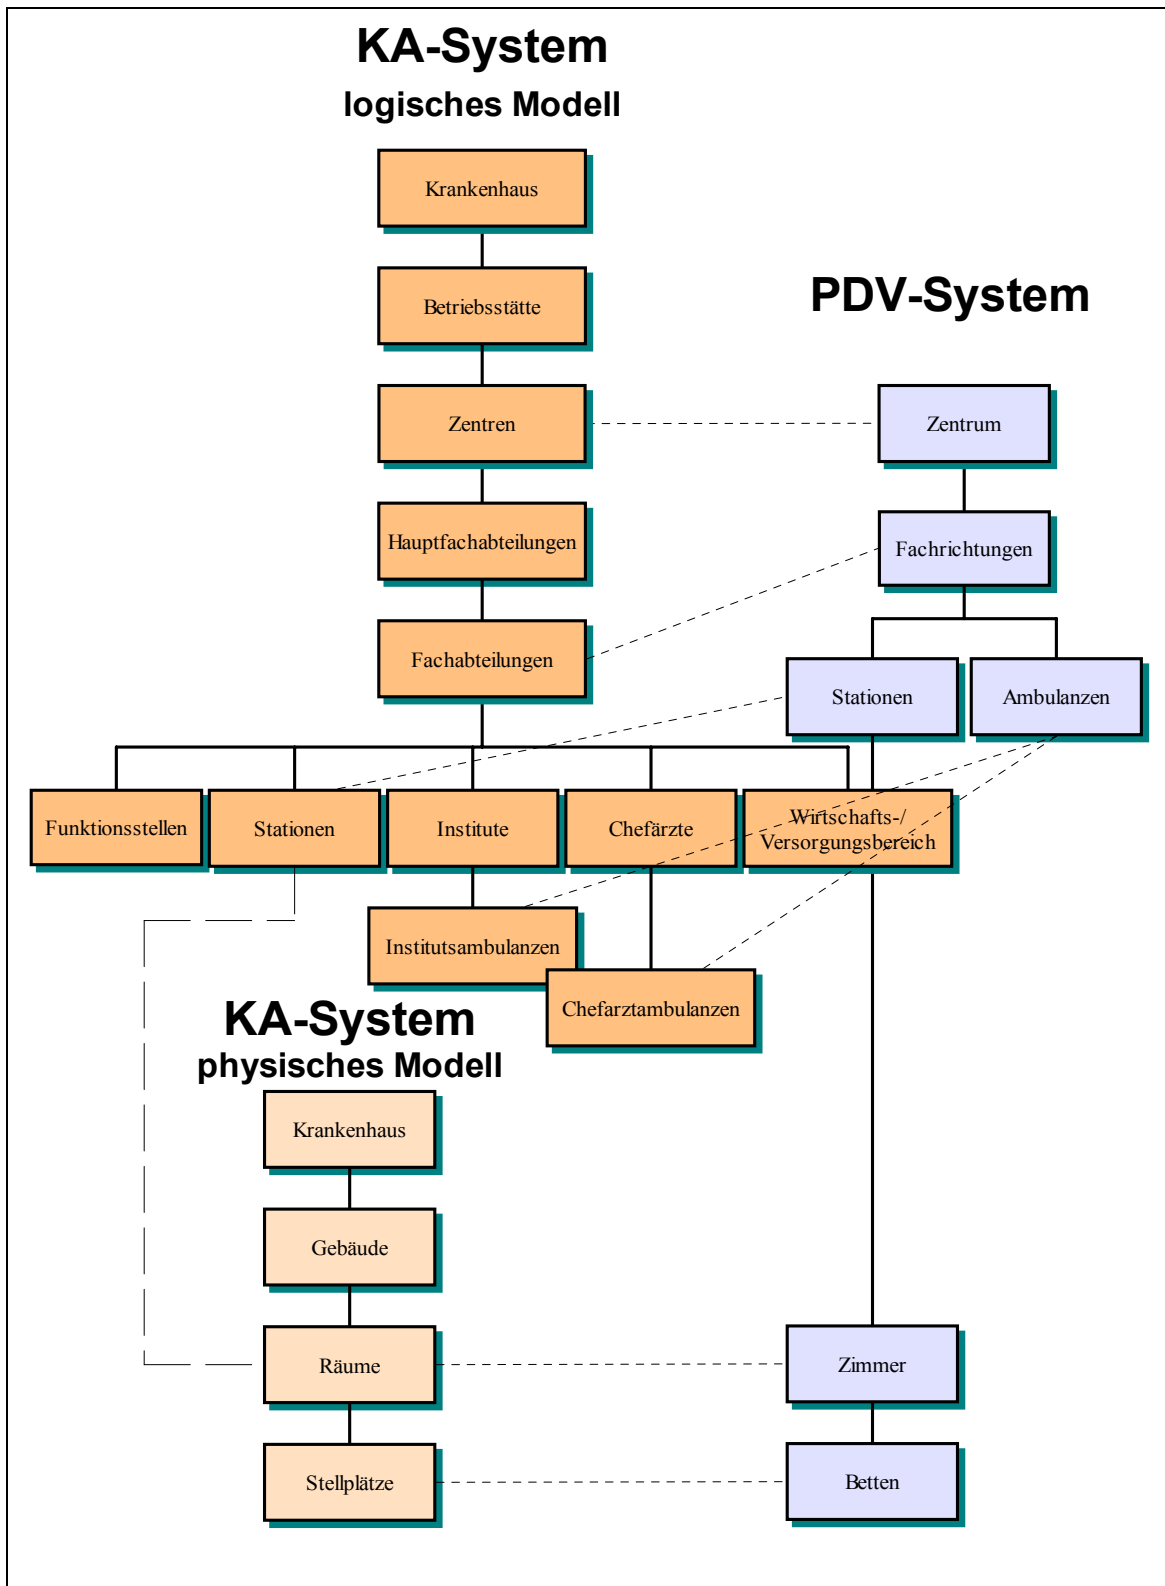 KA-System
logisches Modell
Krankenhaus
Betriebsstätte
PDV-System
Zentren
Zentrum
Hauptfachabteilungen
Fachrichtungen
Fachabteilungen
Stationen
Ambulanzen
Funktionsstellen
Stationen
Institute
Chefärzte
Wirtschafts-/
Versorgungsbereich
Institutsambulanzen
Chefarztambulanzen
KA-System
physisches Modell
Krankenhaus
Gebäude
Räume
Zimmer
Stellplätze
Betten